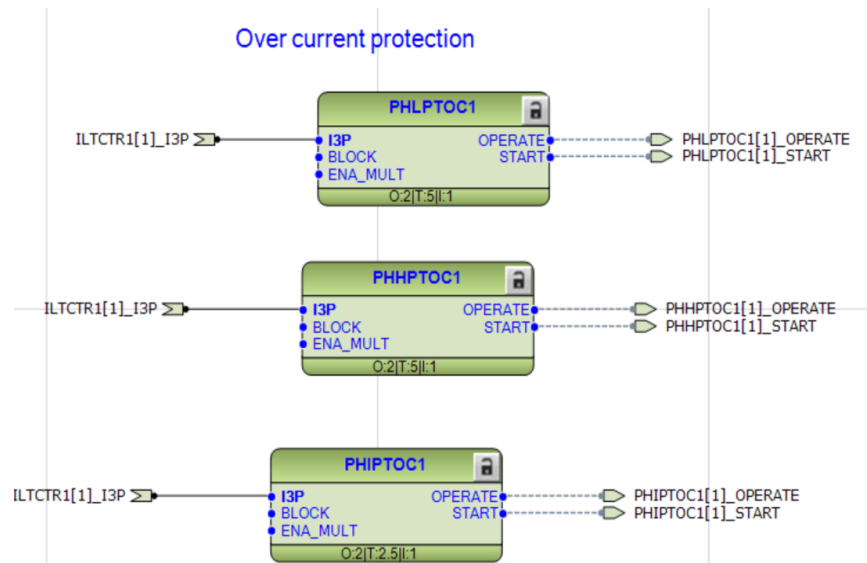 Over current protection
PHLPTOC1
ILTCTR1[1]_I3P I3P OPERATE PHLPTOC1[1]_OPERATE
BLOCK START PHLPTOC1[1]_START
ENA_MULT
O:2|T:5|I:1
PHHPTOC1
ILTCTR1[1]_I3P I3P OPERATE PHHPTOC1[1]_OPERATE
BLOCK START PHHPTOC1[1]_START
ENA_MULT
O:2|T:5|I:1
PHIPTOC1
ILTCTR1[1]_I3P I3P OPERATE PHIPTOC1[1]_OPERATE
BLOCK START PHIPTOC1[1]_START
ENA_MULT
O:2|T:2.5|I:1